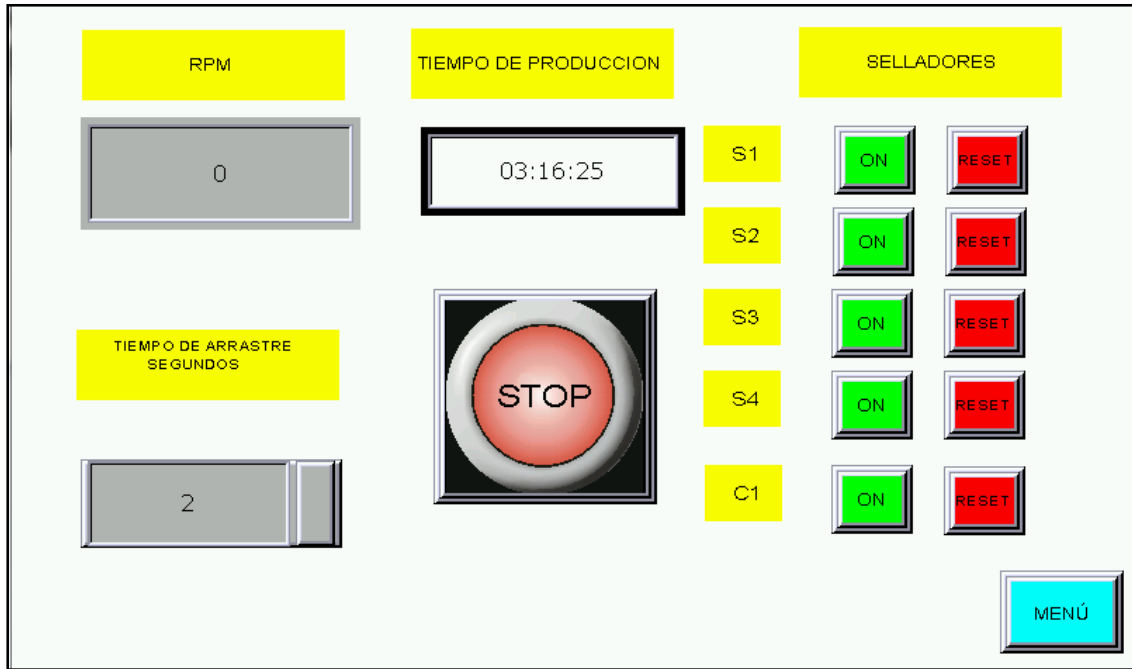 RPM
TIEMPO DE PRODUCCION
SELLADORES
0
03:16:25
S1
ON
RESET
S2
ON
RESET
TIEMPO DE ARRASTRE
SEGUNDOS
STOP
S3
ON
RESET
S4
ON
RESET
2
C1
ON
RESET
MENÚ